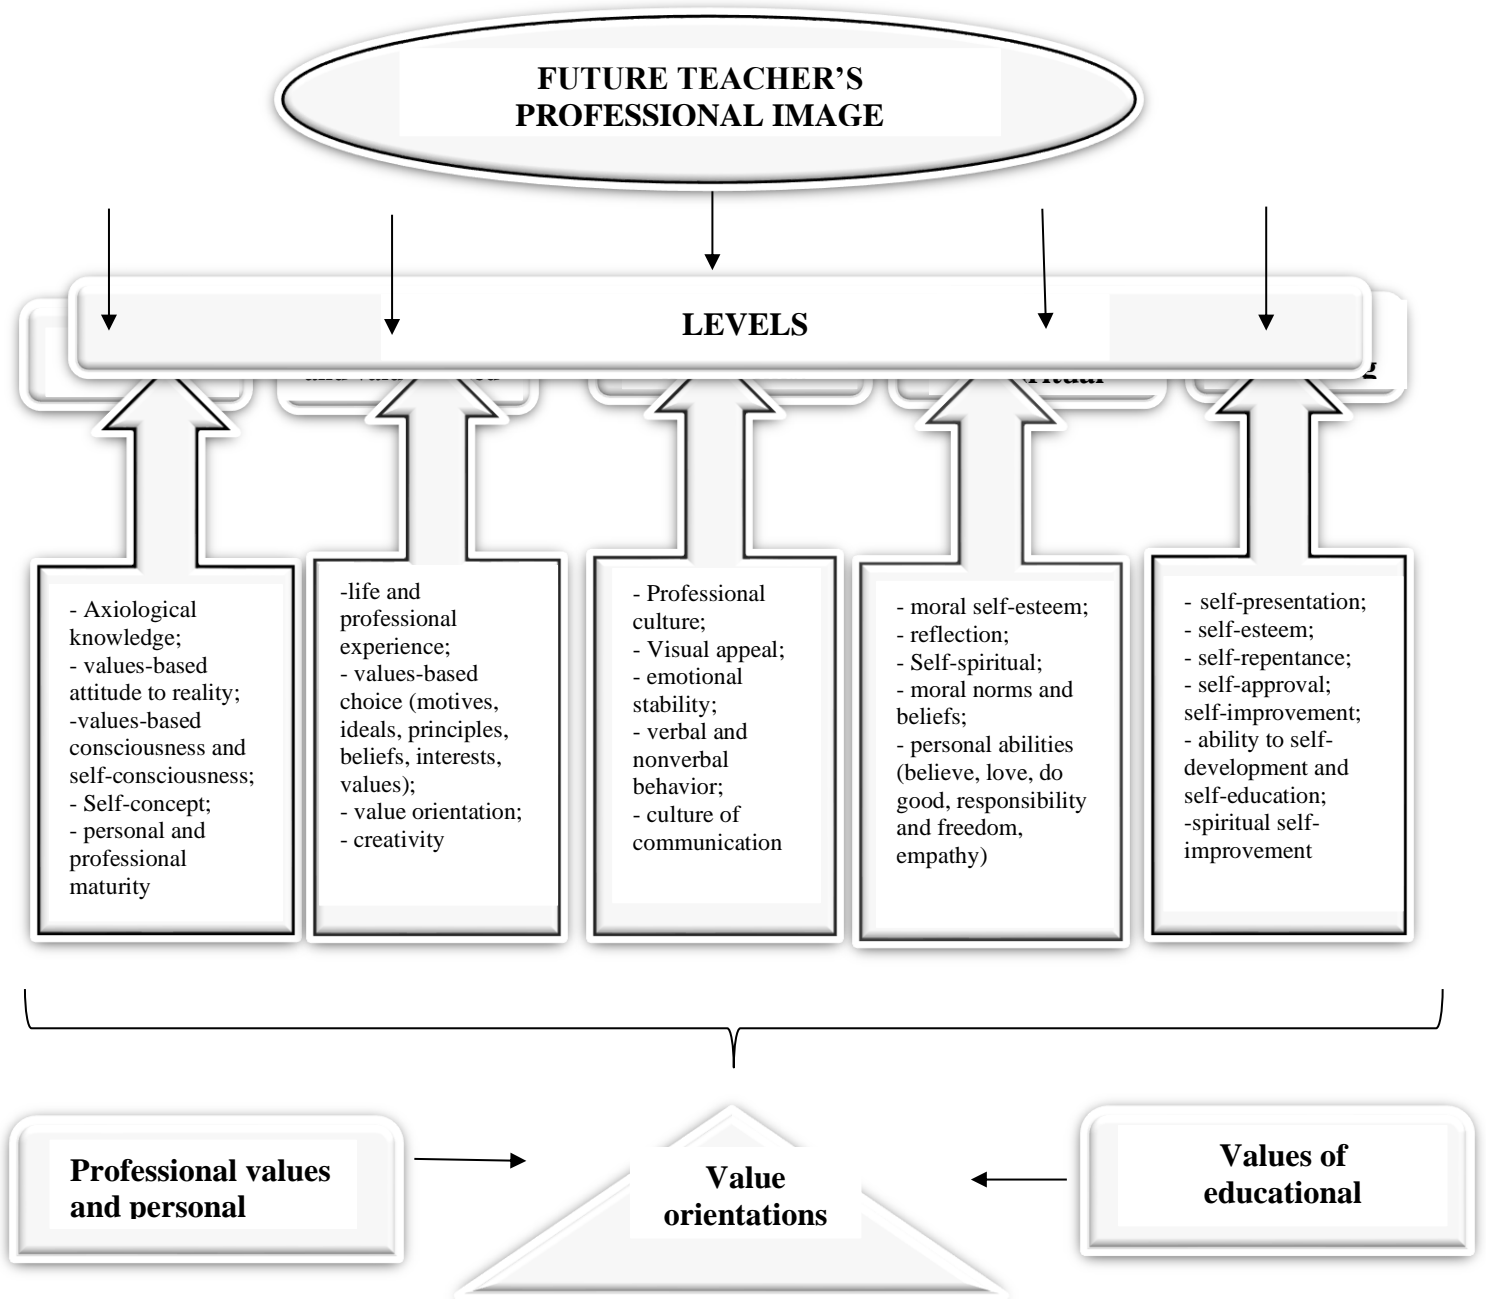 FUTURE TEACHER’S
PROFESSIONAL IMAGE
LEVELS
- Axiological
knowledge;
- values-based
attitude to reality;
-values-based
consciousness and
self-consciousness;
- Self-concept;
- personal and
professional
maturity
-life and
professional
experience;
- values-based
choice (motives,
ideals, principles,
beliefs, interests,
values);
- value orientation;
- creativity
- Professional
culture;
- Visual appeal;
- emotional
stability;
- verbal and
nonverbal
behavior;
- culture of
communication
- moral self-esteem;
- reflection;
- Self-spiritual;
- moral norms and
beliefs;
- personal abilities
(believe, love, do
good, responsibility
and freedom,
empathy)
- self-presentation;
- self-esteem;
- self-repentance;
- self-approval;
self-improvement;
- ability to self-
development and
self-education;
-spiritual self-
improvement
Professional values
and personal
Value
orientations
Values of
educational